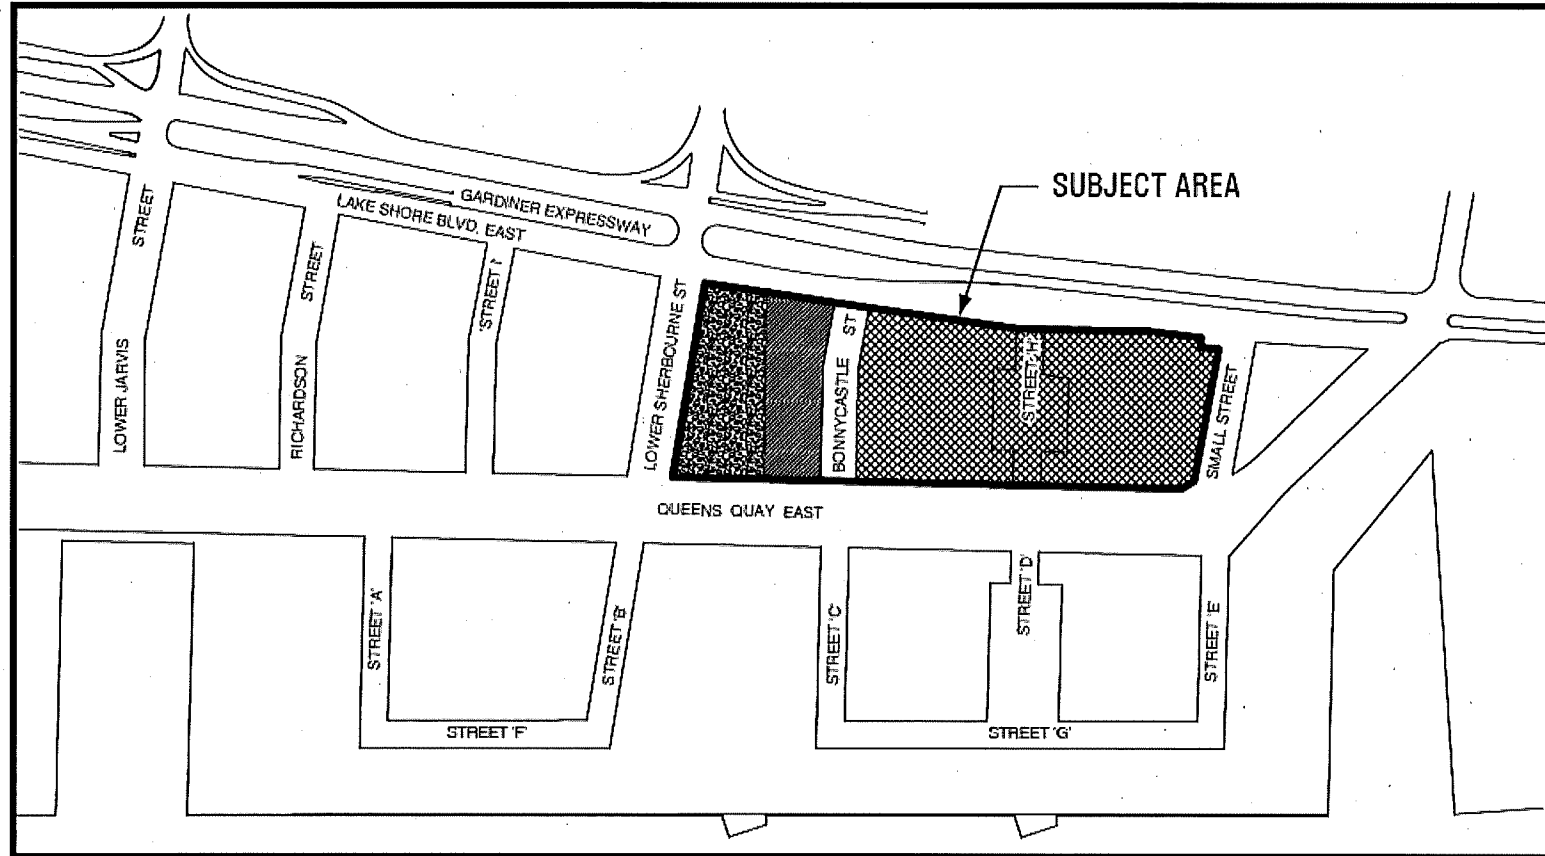 SUBJECT AREA
GARDINER EXPRESSWAY
LAKE SHORE BLVD. EAST
STREET
LOWER JARVIS
STREET
RICHARDSON
'STREET I'
LOWER SHERBOURNE ST
BONNYCASTLE ST
STREET 'H'
SMALL STREET
QUEENS QUAY EAST
STREET 'A'
STREET 'B'
STREET 'C'
STREET 'D'
STREET 'E'
STREET 'F'
STREET 'G'